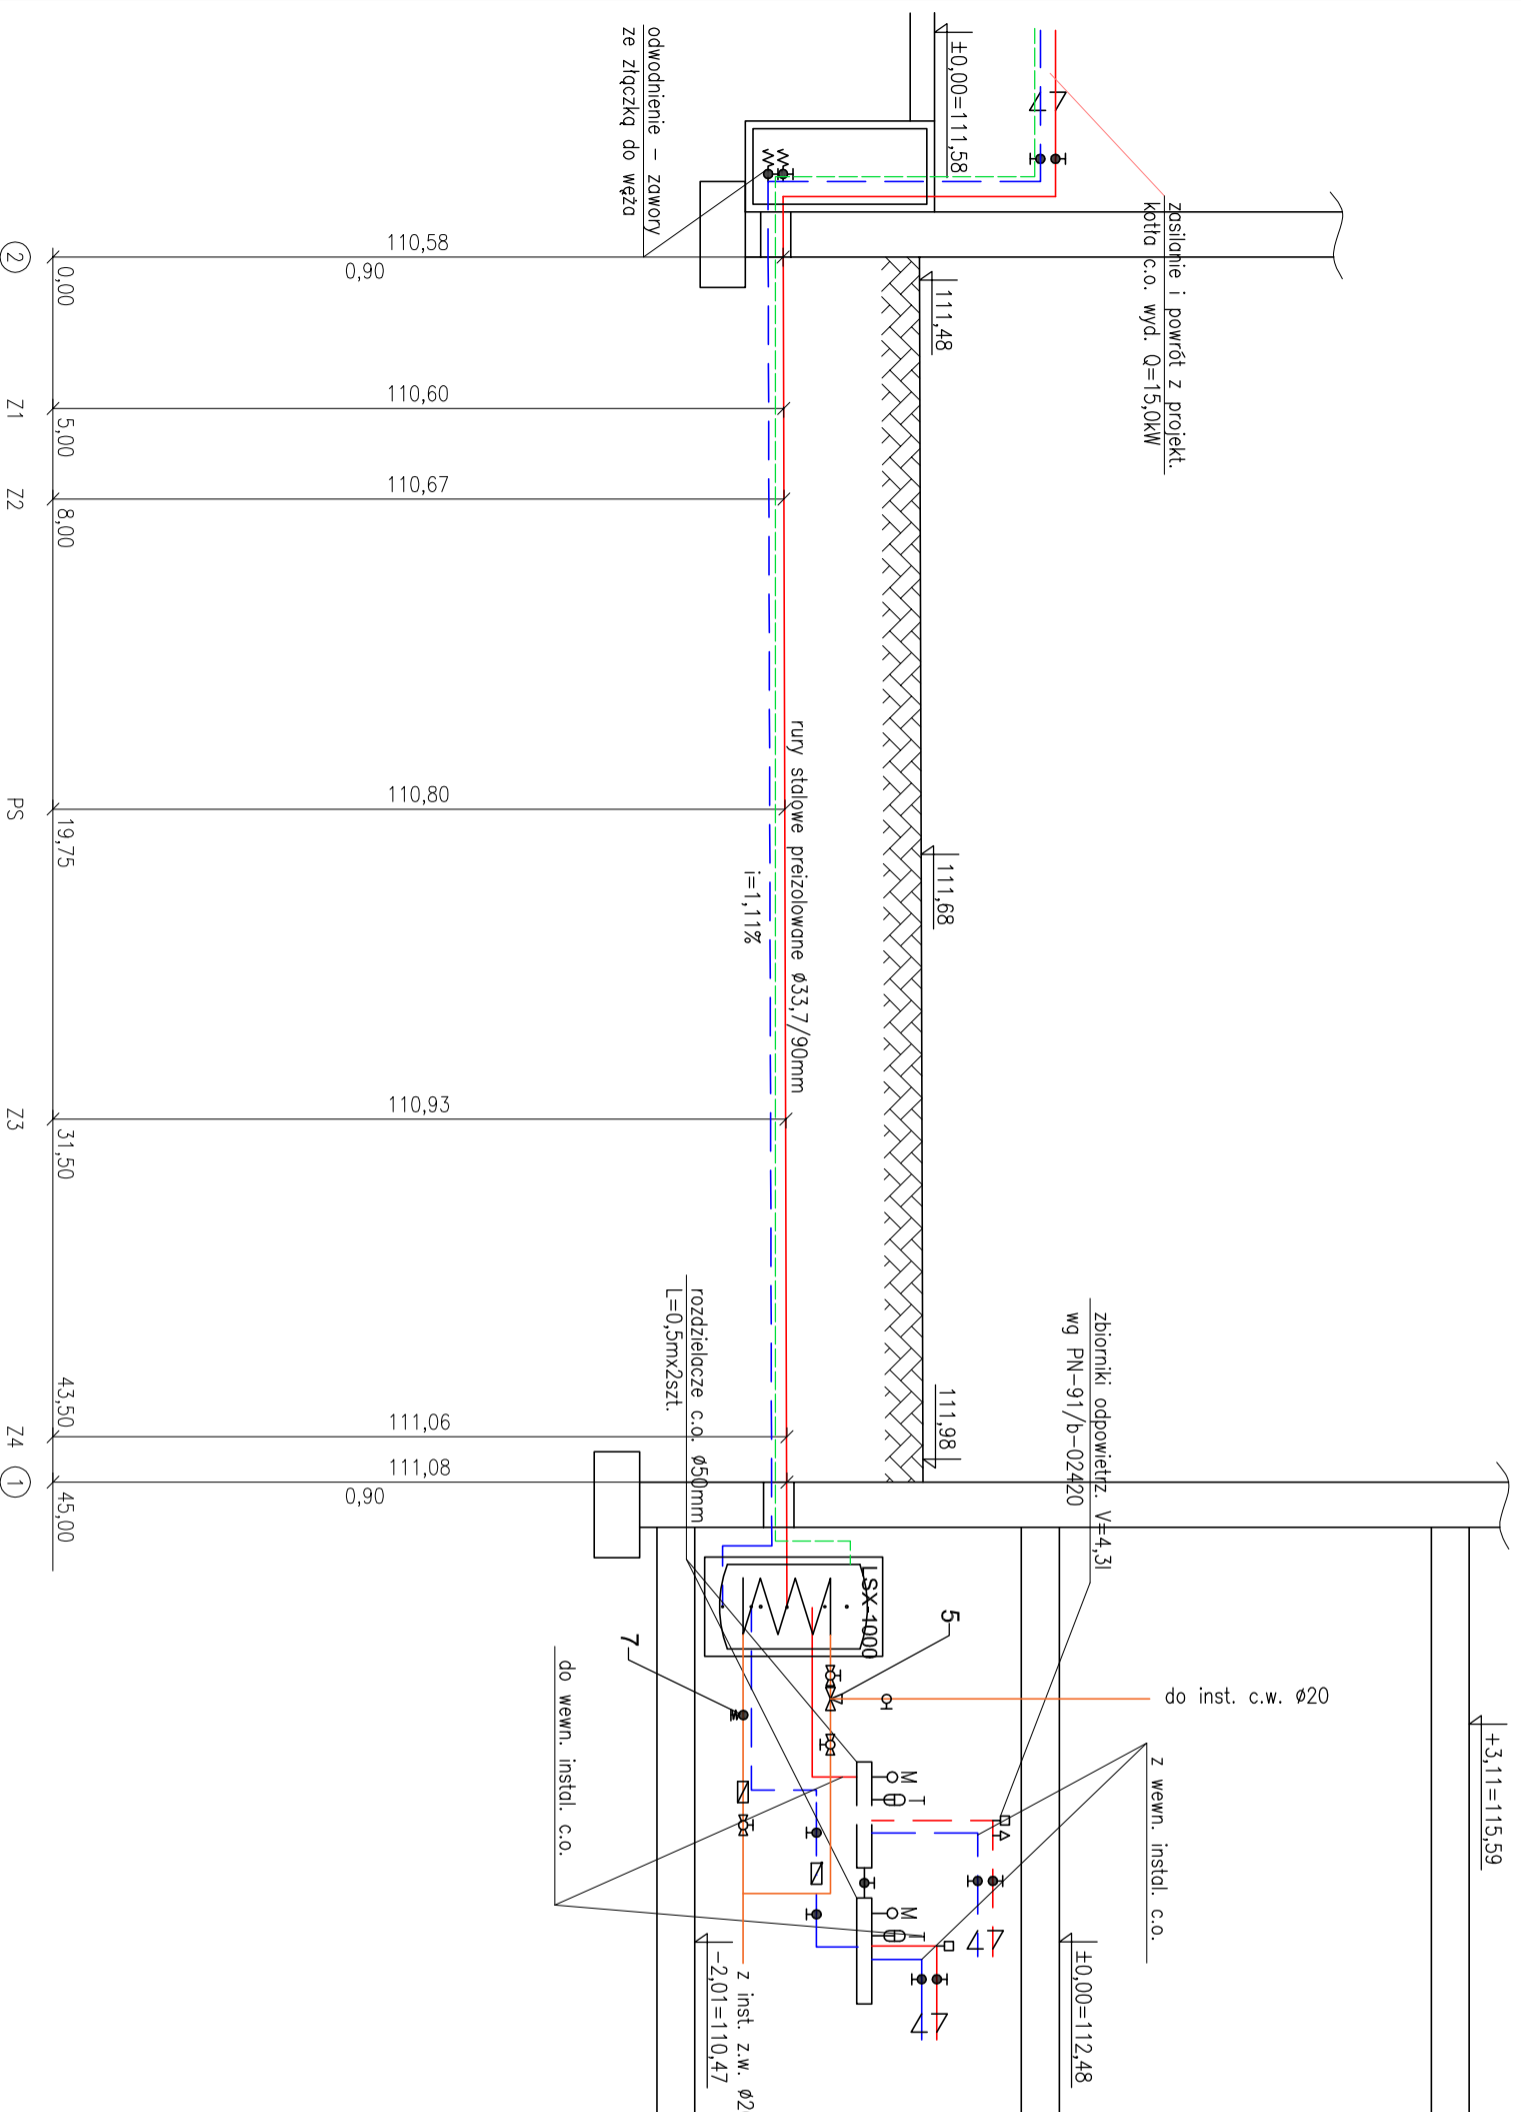 zasilanie i powrót z projekt.
kotła c.o. wyd. Q=15,0kW
±0,00=111,58
odwodnienie - zawory
ze złączką do węża
111,48
111,68
111,98
rury stalowe preizolowane ø33,7/90mm
i=1,11%
110,58
0,90
110,60
110,67
110,80
110,93
111,06
111,08
0,90
0,00
5,00
8,00
19,75
31,50
43,50
45,00
2
Z1
Z2
PS
Z3
Z4
1
zbiorniki odpowietrz. V=4,3l
wg PN-91/b-02420
rozdzielacze c.o. ø50mm
L=0,5mx2szt.
LSX-1000
5
7
do inst. c.w. ø20
do wewn. instal. c.o.
z wewn. instal. c.o.
M
T
M
T
+3,11=115,59
±0,00=112,48
-2,01=110,47
z inst. z.w.